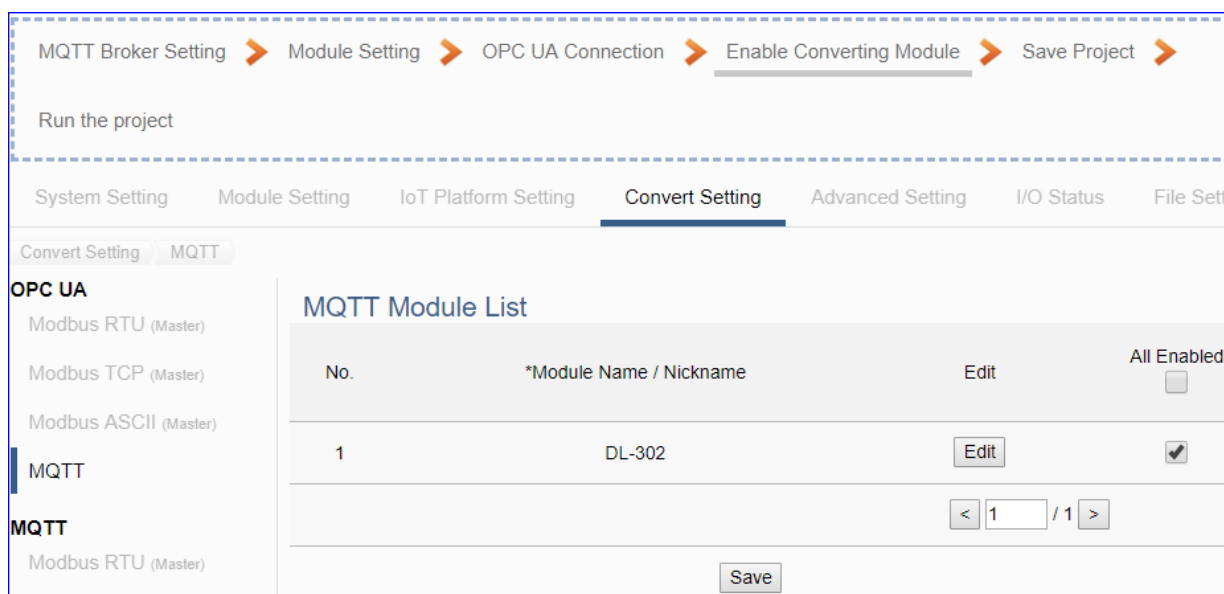 MQTT Broker Setting Module Setting OPC UA Connection Enable Converting Module Save Project
Run the project
System Setting Module Setting IoT Platform Setting Convert Setting Advanced Setting I/O Status File Sett
Convert Setting MQTT
OPC UA
Modbus RTU (Master)
Modbus TCP (Master)
Modbus ASCII (Master)
MQTT
MQTT
Modbus RTU (Master)
MQTT Module List
No. *Module Name / Nickname Edit All Enabled
1 DL-302 Edit
< 1 / 1 >
Save